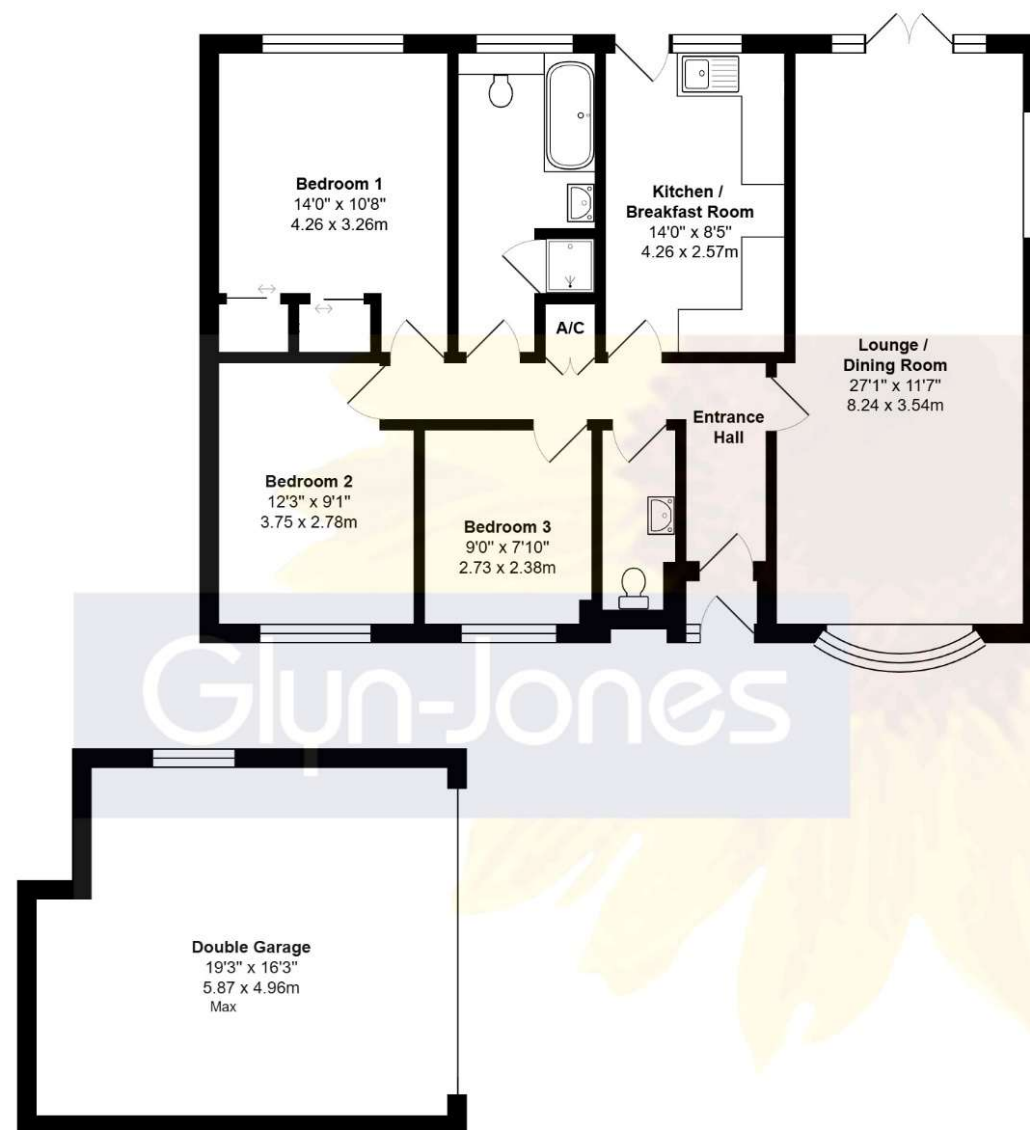 Bedroom 1
14'0" x 10'8"
4.26 x 3.26m
Kitchen /
Breakfast Room
14'0" x 8'5"
4.26 x 2.57m
A/C
Lounge /
Dining Room
27'1" x 11'7"
8.24 x 3.54m
Entrance
Hall
Bedroom 2
12'3" x 9'1"
3.75 x 2.78m
Bedroom 3
9'0" x 7'10"
2.73 x 2.38m
Glyn-Jones
Double Garage
19'3" x 16'3"
5.87 x 4.96m
Max